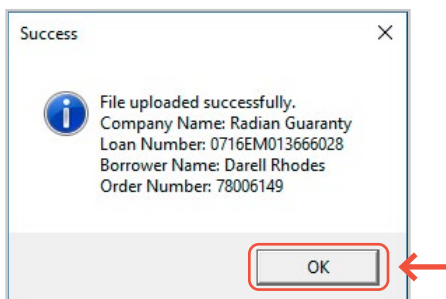 Success
File uploaded successfully.
Company Name: Radian Guaranty
Loan Number: 0716EM013666028
Borrower Name: Darell Rhodes
Order Number: 78006149
OK